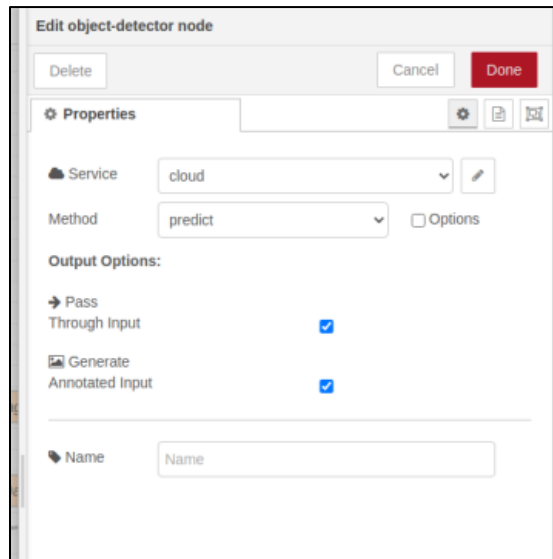 Edit object-detector node
Delete
Cancel
Done
Properties
Service
cloud
Method
predict
Options
Output Options:
Pass
Through Input
Generate
Annotated Input
Name
Name